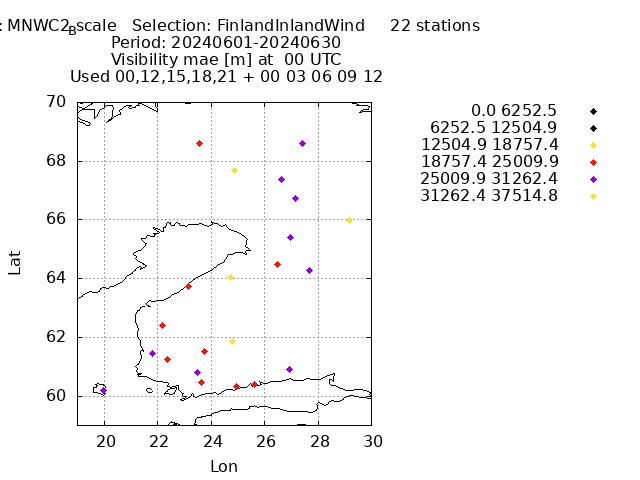 : MNWC2Bscale Selection: FinlandInlandWind 22 stations
Period: 20240601-20240630
Visibility mae [m] at 00 UTC
Used 00,12,15,18,21 + 00 03 06 09 12
70
68
66
64
62
60
Lat
20 22 24 26 28 30
Lon
0.0 6252.5
6252.5 12504.9
12504.9 18757.4
18757.4 25009.9
25009.9 31262.4
31262.4 37514.8